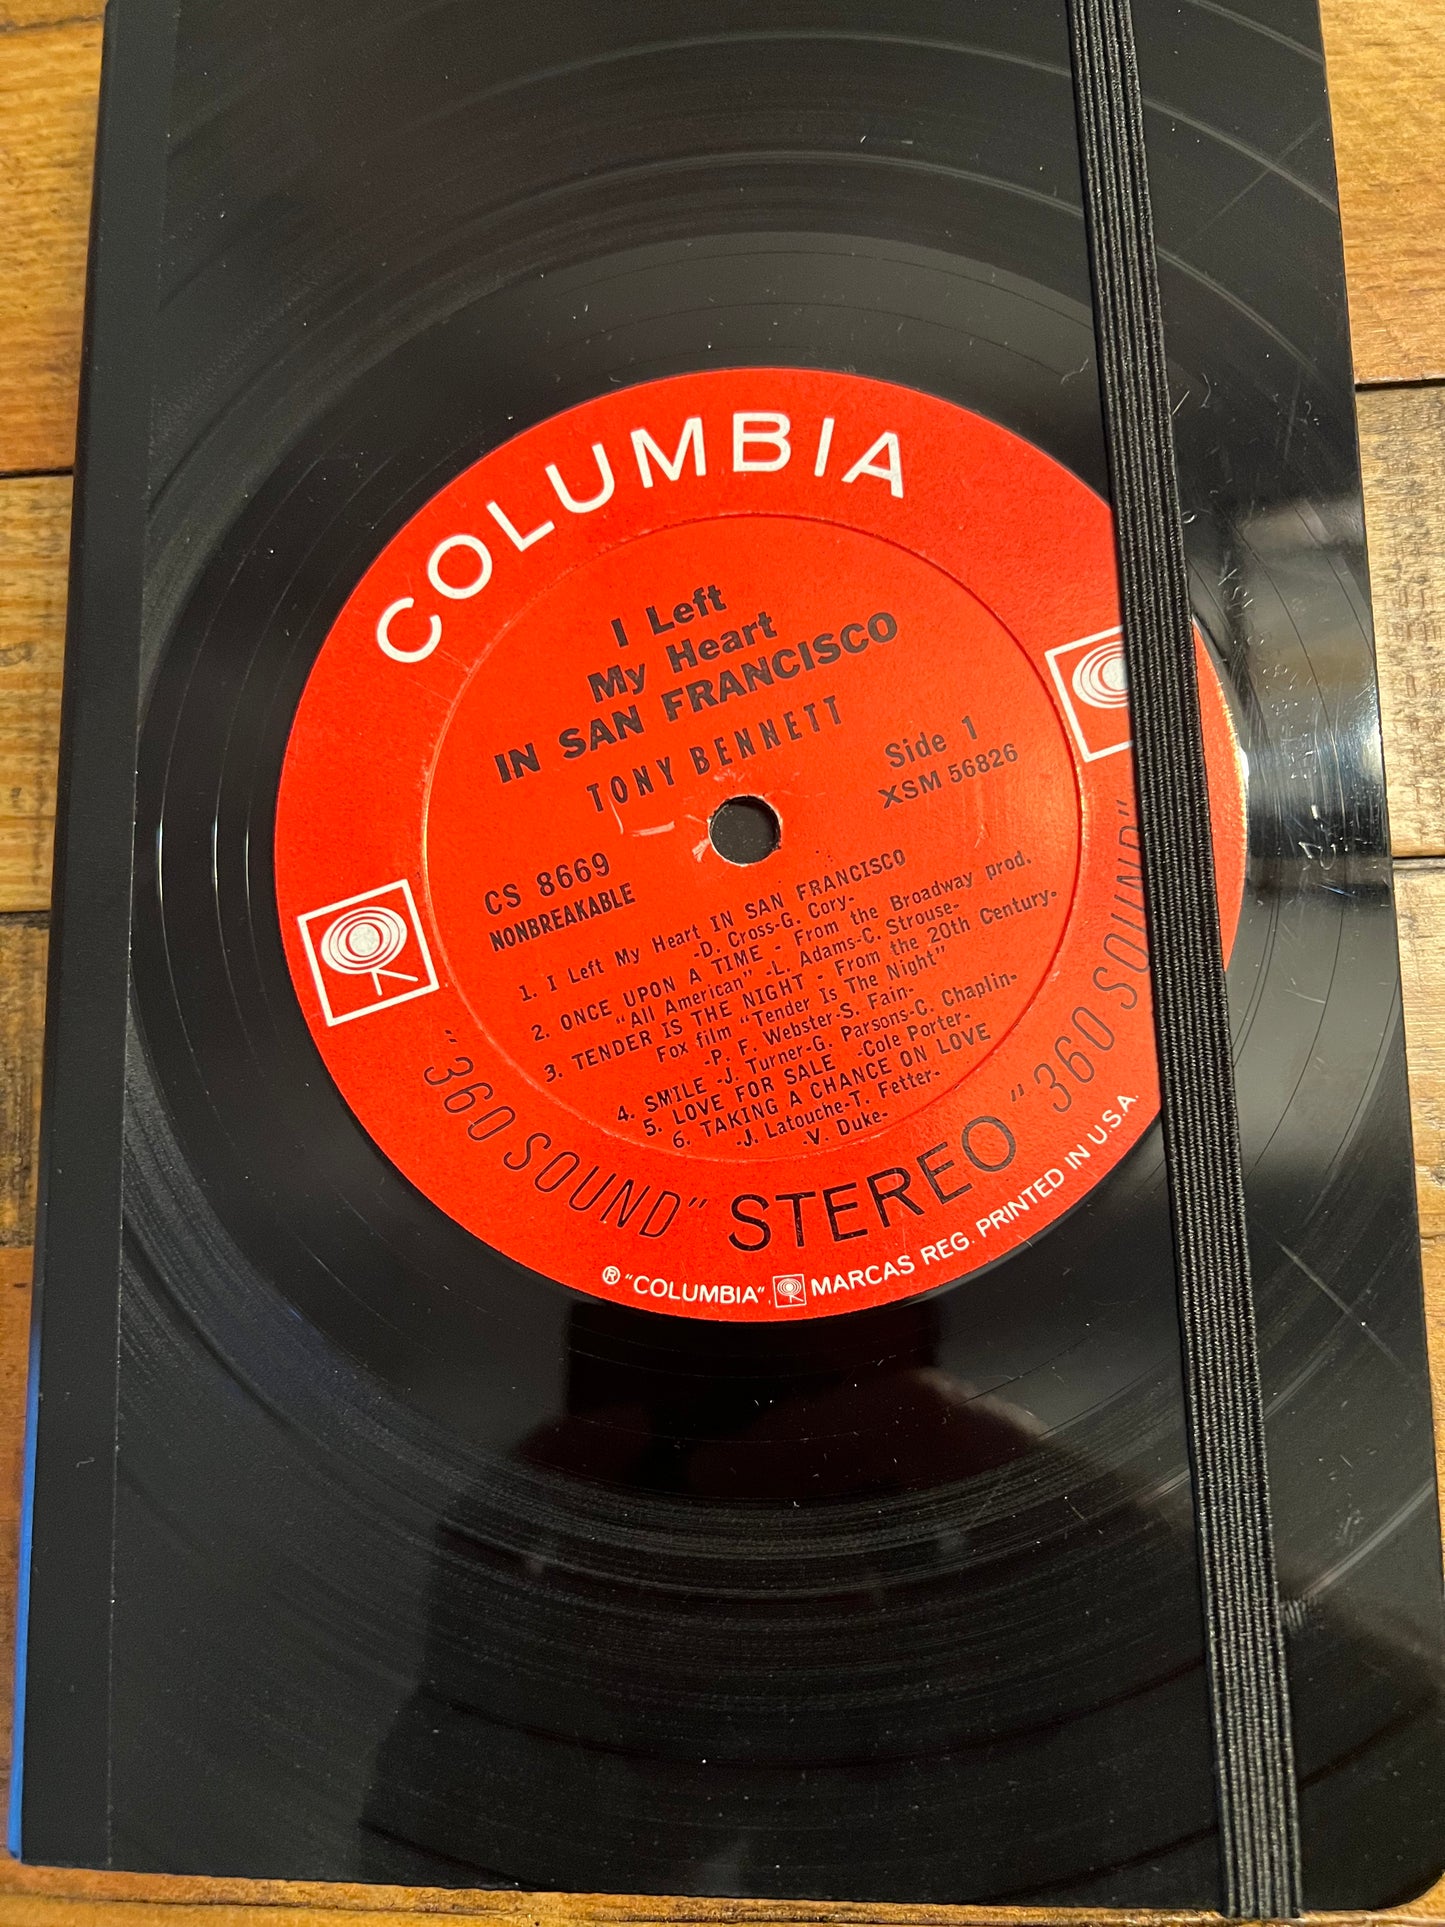 COLUMBIA
I Left
My Heart
IN SAN FRANCISCO
TONY BENNETT
Side 1
XSM 56826
CS 8669
NONBREAKABLE
1. I Left My Heart IN SAN FRANCISCO
-D. Cross-G. Cory-
2. ONCE UPON A TIME - From the Broadway prod.
"All American" -L. Adams-C. Strouse-
3. TENDER IS THE NIGHT - From the 20th Century-
Fox film "Tender Is The Night"
-P. F. Webster-S. Fain-
4. SMILE -J. Turner-G. Parsons-C. Chaplin-
5. LOVE FOR SALE -Cole Porter-
6. TAKING A CHANCE ON LOVE
-J. Latouche-T. Fetter-
-V. Duke-
"360 SOUND" STEREO "360 SOUND"
® "COLUMBIA", MARCAS REG. PRINTED IN U.S.A.